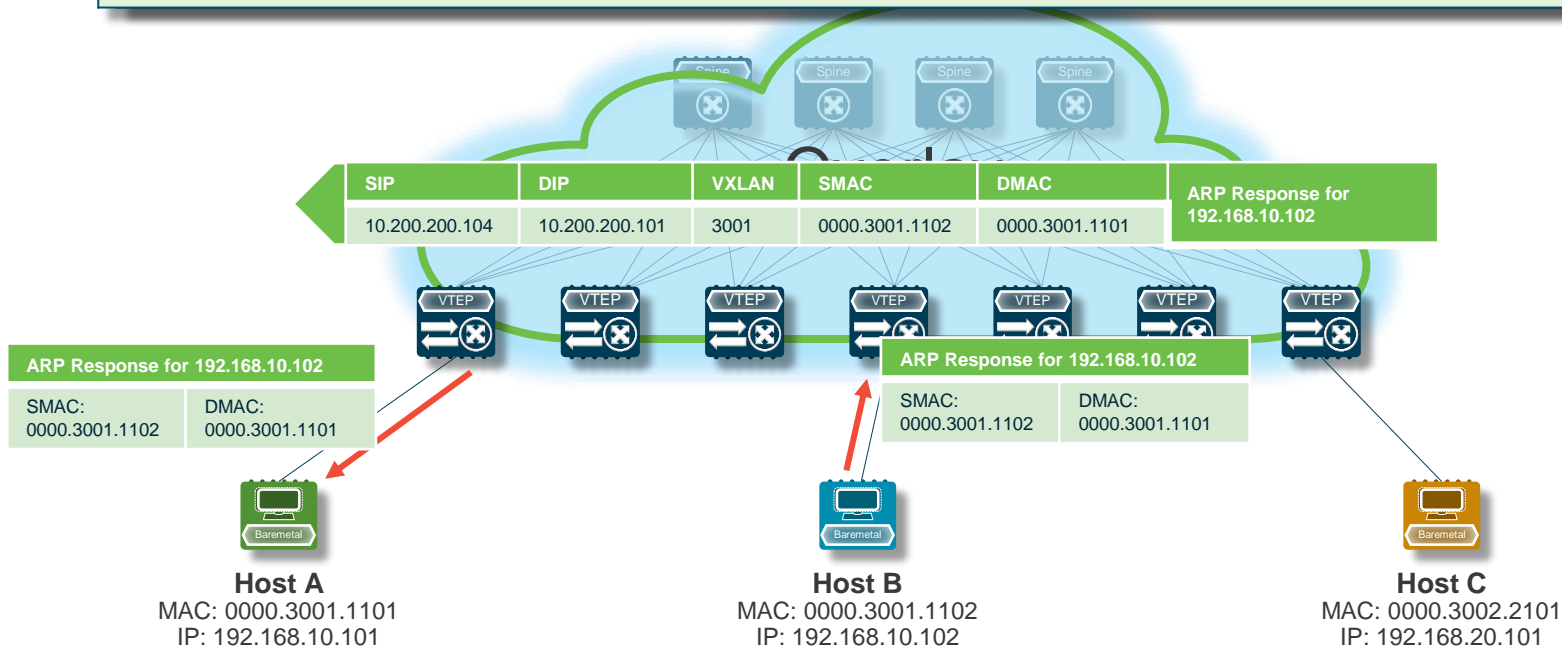 Spine
Spine
Spine
Spine
Overlay
SIP DIP VXLAN SMAC DMAC
ARP Response for
192.168.10.102
10.200.200.104 10.200.200.101 3001 0000.3001.1102 0000.3001.1101
VTEP VTEP VTEP VTEP VTEP VTEP VTEP
ARP Response for 192.168.10.102
SMAC: DMAC:
0000.3001.1102 0000.3001.1101
ARP Response for 192.168.10.102
SMAC: DMAC:
0000.3001.1102 0000.3001.1101
Baremetal
Host A
MAC: 0000.3001.1101
IP: 192.168.10.101
Baremetal
Host B
MAC: 0000.3001.1102
IP: 192.168.10.102
Baremetal
Host C
MAC: 0000.3002.2101
IP: 192.168.20.101